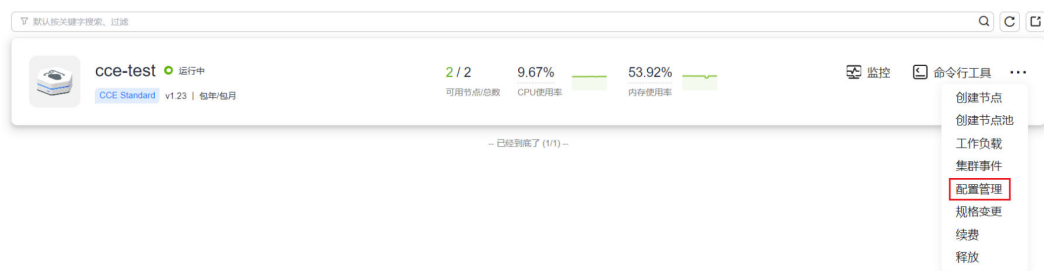 默认按关键字搜索、过滤
cce-test 运行中 2 / 2 9.67% 53.92% 监控 命令行工具 ···
CCE Standard v1.23 | 包年/包月 可用节点/总数 CPU使用率 内存使用率
创建节点
创建节点池
-- 已经到底了 (1/1) --
工作负载
集群事件
配置管理
规格变更
续费
释放